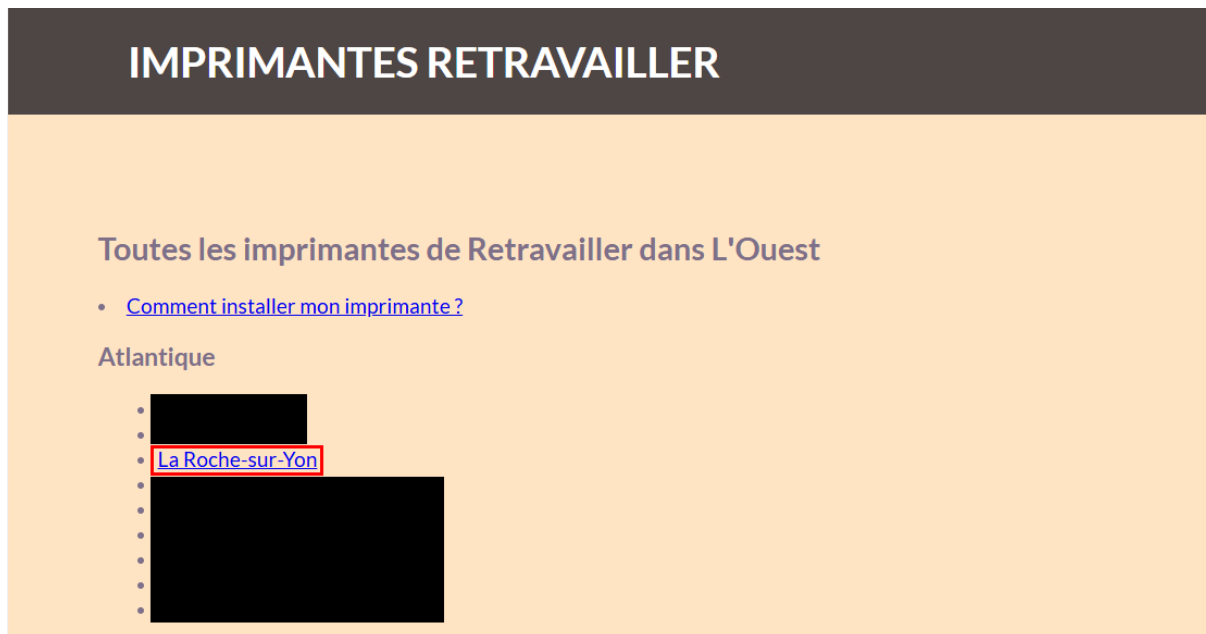 IMPRIMANTES RETRAVAILLER
Toutes les imprimantes de Retravailler dans L'Ouest
Comment installer mon imprimante ?
Atlantique
La Roche-sur-Yon